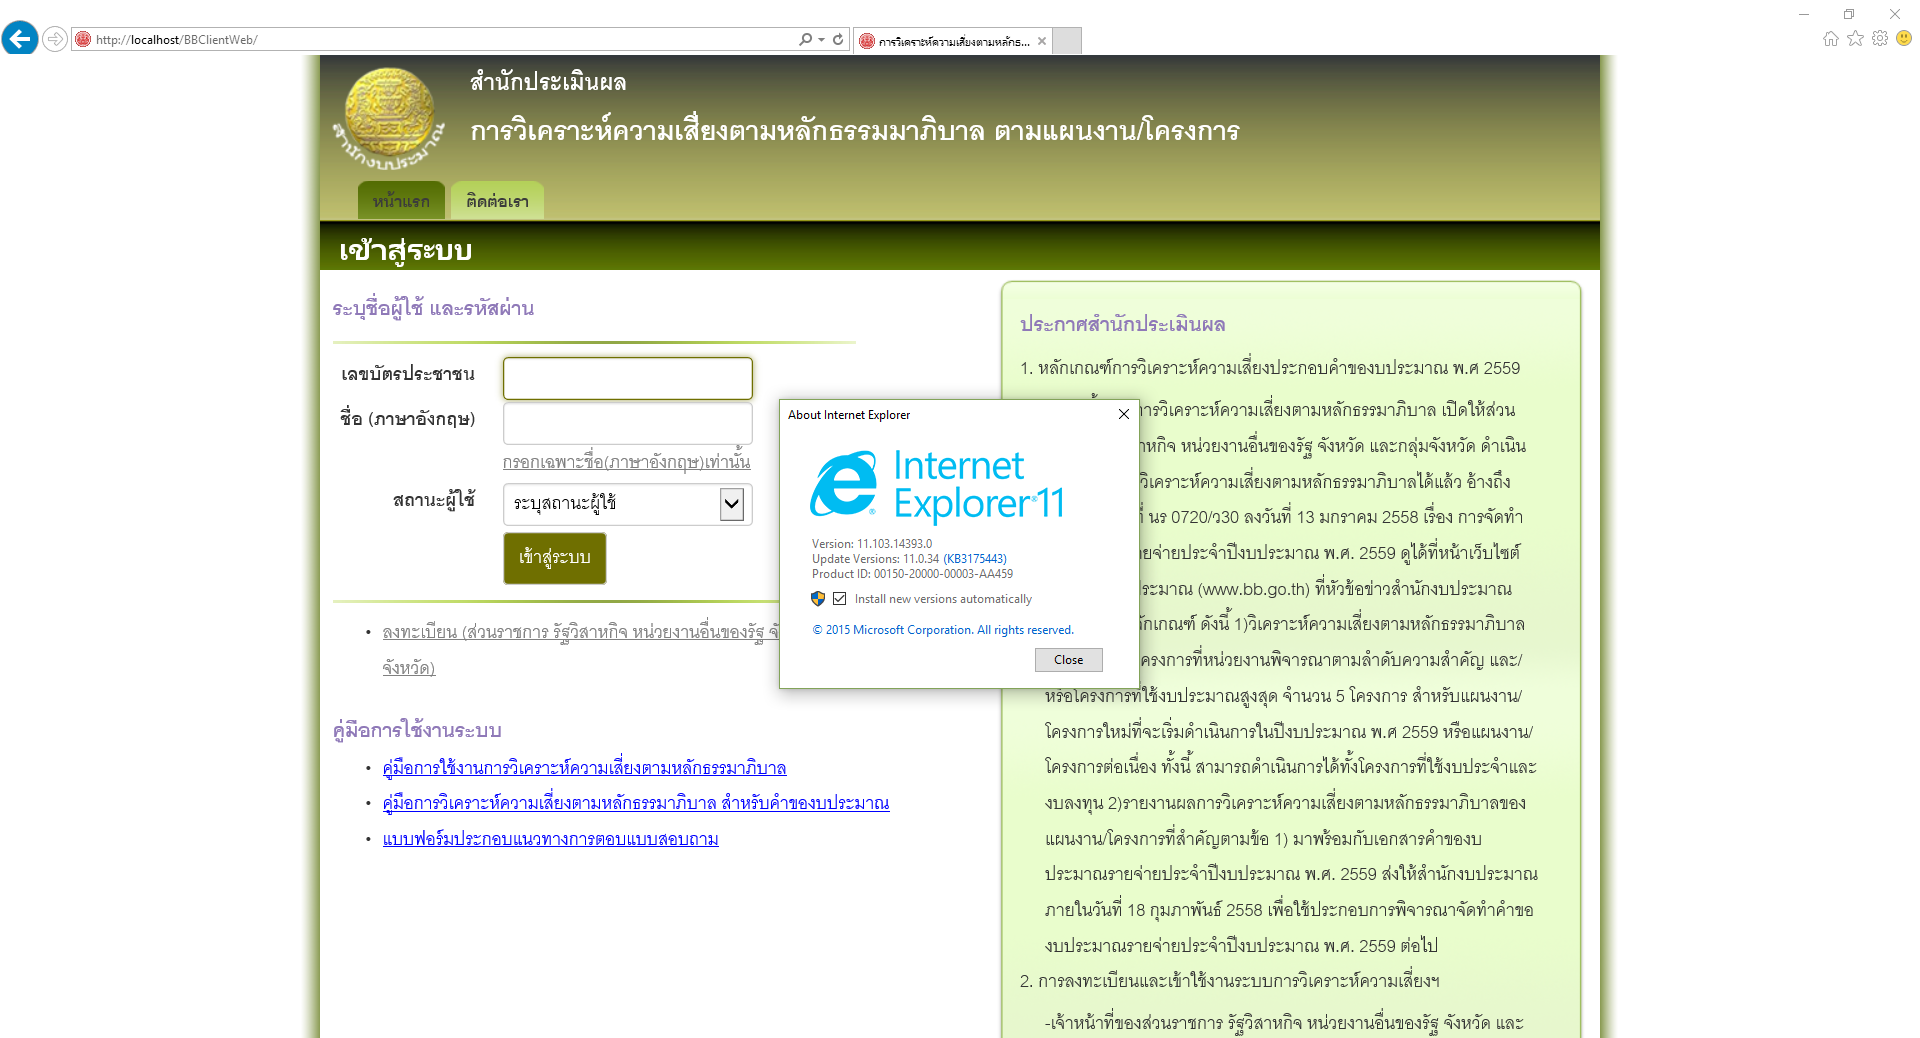 http://localhost/BBClientWeb/
การวิเคราะห์ความเสี่ยงตามหลักธ...
สำนักงบประมาณ
สำนักประเมินผล
การวิเคราะห์ความเสี่ยงตามหลักธรรมมาภิบาล ตามแผนงาน/โครงการ
หน้าแรก
ติดต่อเรา
เข้าสู่ระบบ
ระบุชื่อผู้ใช้ และรหัสผ่าน
เลขบัตรประชาชน
ชื่อ (ภาษาอังกฤษ)
กรอกเฉพาะชื่อ(ภาษาอังกฤษ)เท่านั้น
สถานะผู้ใช้
ระบุสถานะผู้ใช้
เข้าสู่ระบบ
ลงทะเบียน (ส่วนราชการ รัฐวิสาหกิจ หน่วยงานอื่นของรัฐ
จังหวัด)
คู่มือการใช้งานระบบ
คู่มือการใช้งานการวิเคราะห์ความเสี่ยงตามหลักธรรมาภิบาล
คู่มือการวิเคราะห์ความเสี่ยงตามหลักธรรมาภิบาล สำหรับคำของบประมาณ
แบบฟอร์มประกอบแนวทางการตอบแบบสอบถาม
About Internet Explorer
Internet
Explorer 11
Version: 11.103.14393.0
Update Versions: 11.0.34 (KB3175443)
Product ID: 00150-20000-00003-AA459
Install new versions automatically
© 2015 Microsoft Corporation. All rights reserved.
Close
ประกาศสำนักประเมินผล
1. หลักเกณฑ์การวิเคราะห์ความเสี่ยงประกอบคำของบประมาณ พ.ศ 2559
การวิเคราะห์ความเสี่ยงตามหลักธรรมาภิบาล เปิดให้ส่วน
หน่วยงานอื่นของรัฐ จังหวัด และกลุ่มจังหวัด ดำเนิน
วิเคราะห์ความเสี่ยงตามหลักธรรมาภิบาลได้แล้ว อ้างถึง
ที่ นร 0720/ว30 ลงวันที่ 13 มกราคม 2558 เรื่อง การจัดทำ
จ่ายประจำปีงบประมาณ พ.ศ. 2559 ดูได้ที่หน้าเว็บไซต์
ประมาณ (www.bb.go.th) ที่หัวข้อข่าวสำนักงบประมาณ
ดังนี้ 1)วิเคราะห์ความเสี่ยงตามหลักธรรมาภิบาล
ครงการที่หน่วยงานพิจารณาตามลำดับความสำคัญ และ/
หรือโครงการที่ใช้งบประมาณสูงสุด จำนวน 5 โครงการ สำหรับแผนงาน/
โครงการใหม่ที่จะเริ่มดำเนินการในปีงบประมาณ พ.ศ 2559 หรือแผนงาน/
โครงการต่อเนื่อง ทั้งนี้ สามารถดำเนินการได้ทั้งโครงการที่ใช้งบประจำและ
งบลงทุน 2)รายงานผลการวิเคราะห์ความเสี่ยงตามหลักธรรมาภิบาลของ
แผนงาน/โครงการที่สำคัญตามข้อ 1) มาพร้อมกับเอกสารคำของบ
ประมาณรายจ่ายประจำปีงบประมาณ พ.ศ. 2559 ส่งให้สำนักงบประมาณ
ภายในวันที่ 18 กุมภาพันธ์ 2558 เพื่อใช้ประกอบการพิจารณาจัดทำคำขอ
งบประมาณรายจ่ายประจำปีงบประมาณ พ.ศ. 2559 ต่อไป
2. การลงทะเบียนและเข้าใช้งานระบบการวิเคราะห์ความเสี่ยงฯ
-เจ้าหน้าที่ของส่วนราชการ รัฐวิสาหกิจ หน่วยงานอื่นของรัฐ จังหวัด และ